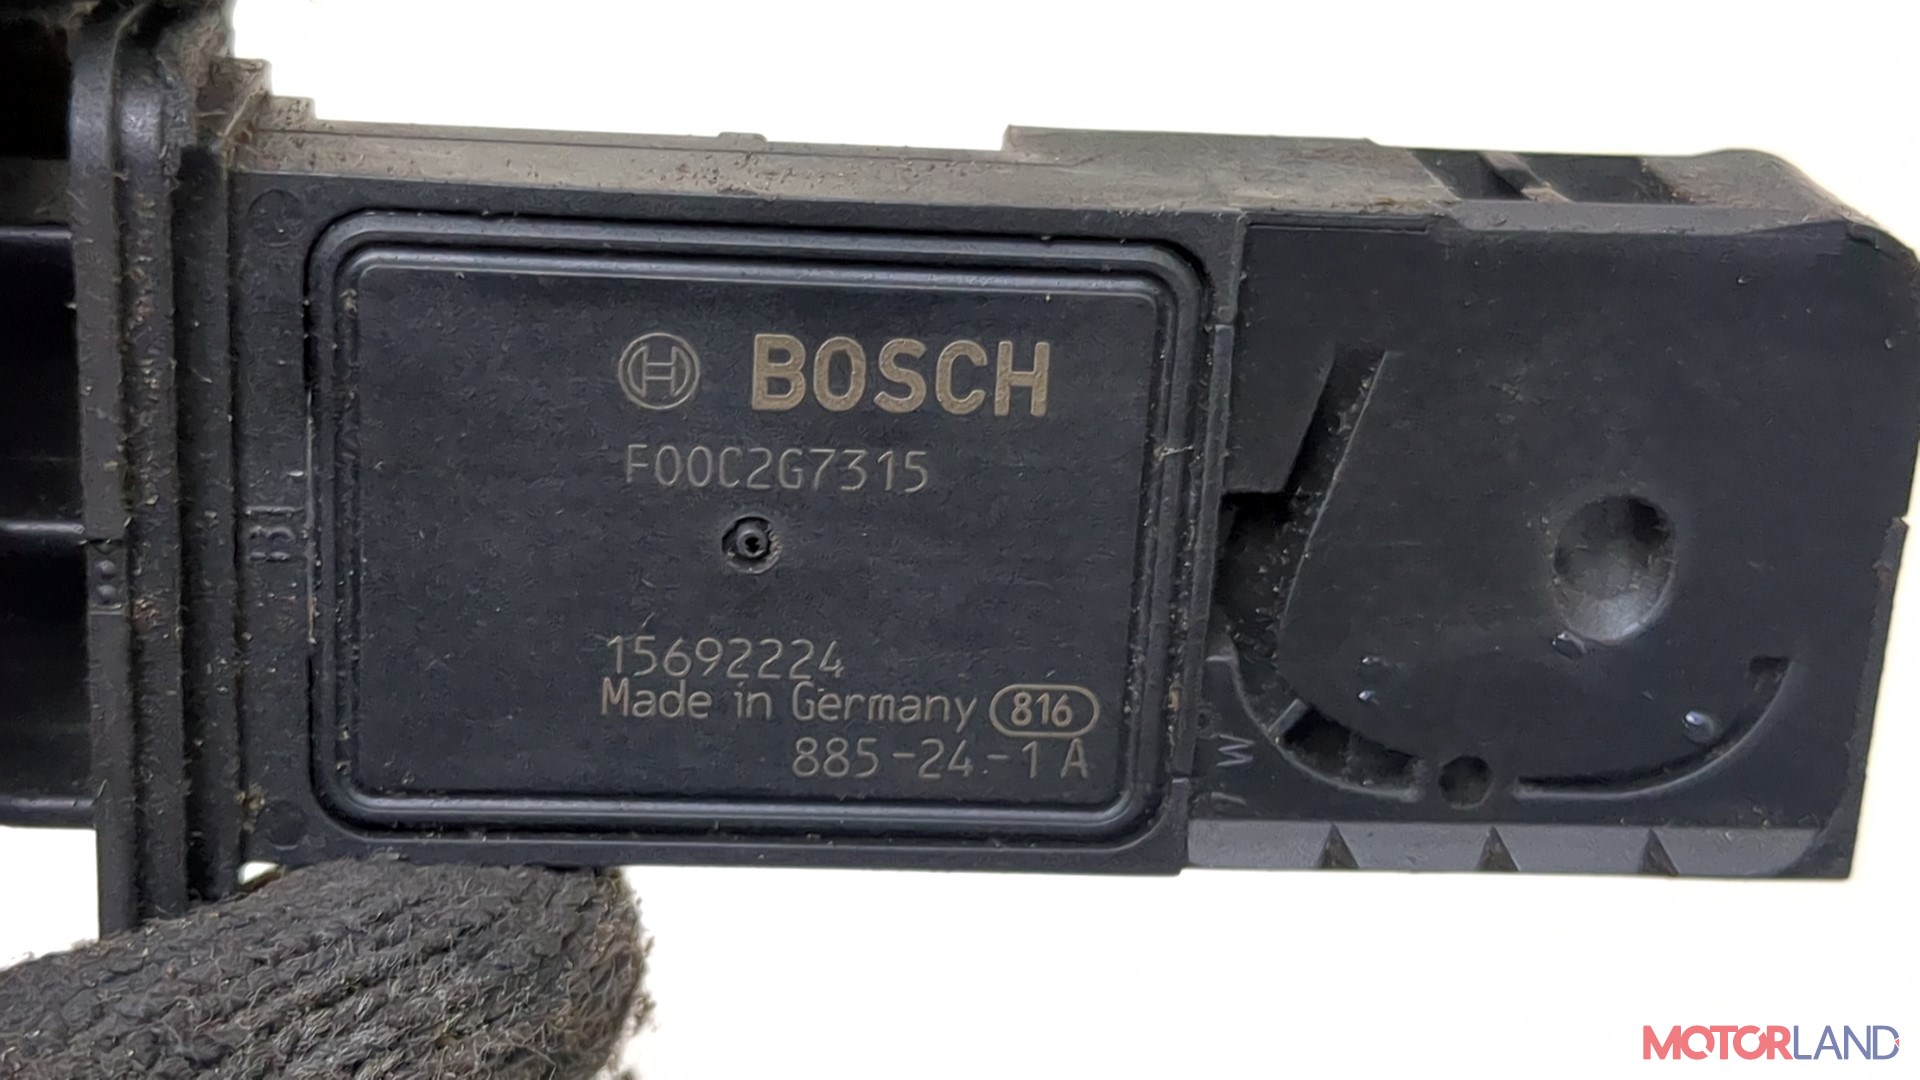 BOSCH
F00C2G7315
15692224
Made in Germany 816
885-24-1 A
MOTORLAND